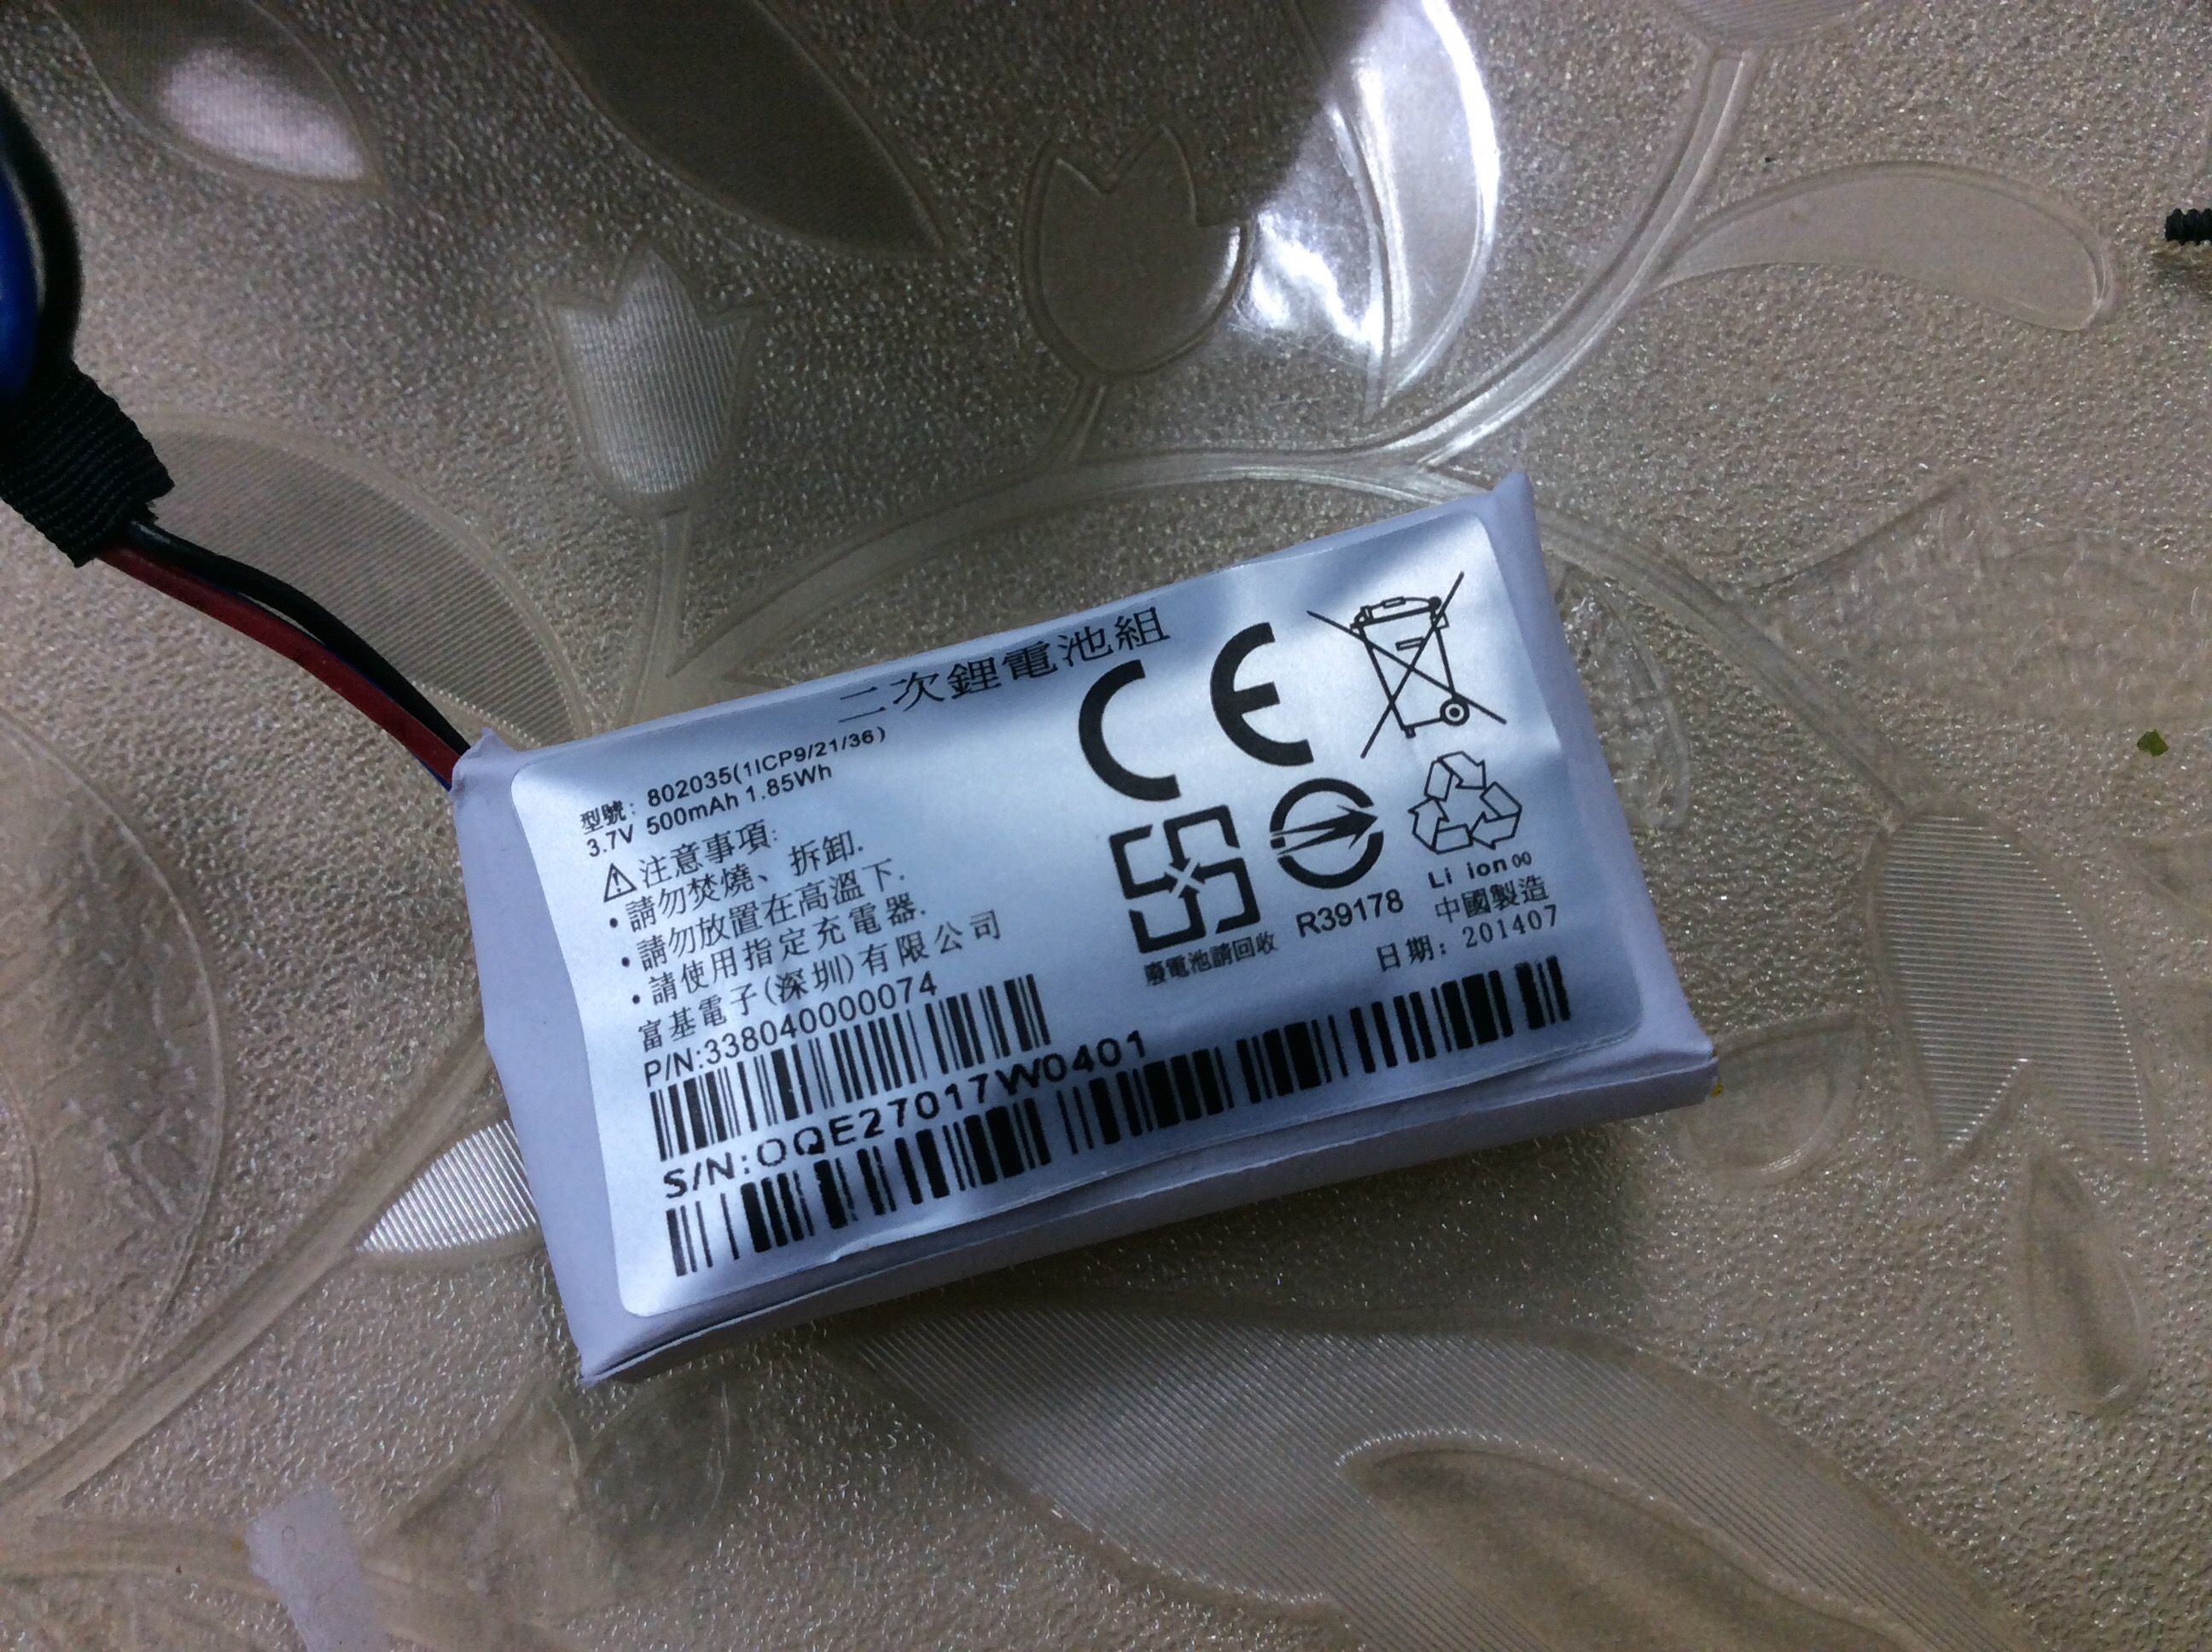 二次鋰電池組
型號: 802035(1ICP9/21/36)
3.7V 500mAh 1.85Wh
注意事項:
• 請勿焚燒、拆卸.
• 請勿放置在高溫下.
• 請使用指定充電器.
富基電子(深圳)有限公司
P/N:33804000074
S/N:OQE27017W0401
CE
廢電池請回收
R39178
Li ion 00
中國製造
日期: 201407